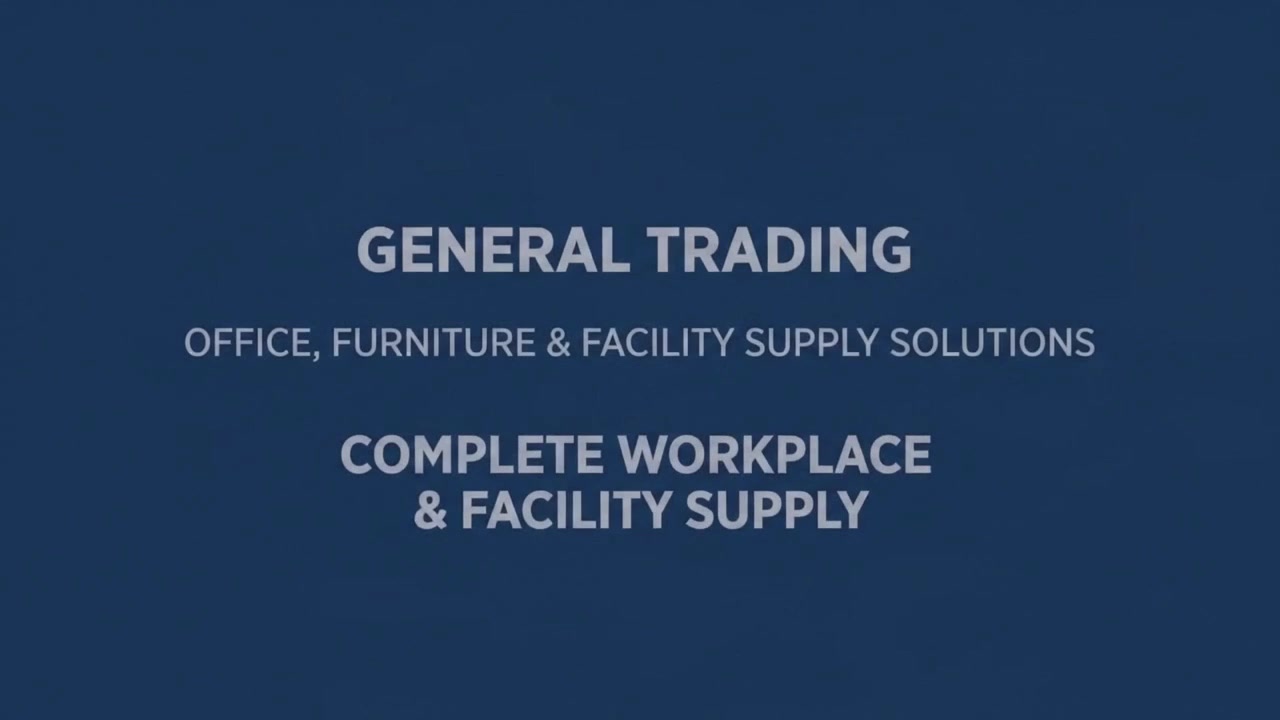 GENERAL TRADING
OFFICE, FURNITURE & FACILITY SUPPLY SOLUTIONS
COMPLETE WORKPLACE
& FACILITY SUPPLY